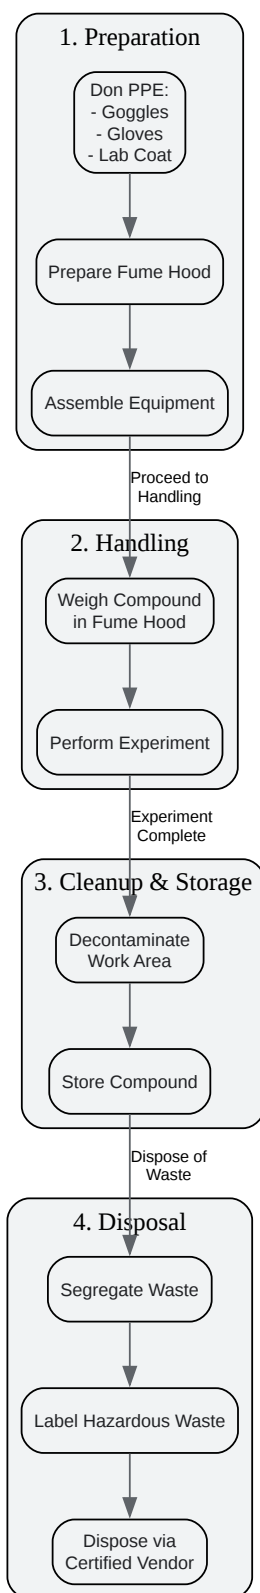 1. Preparation
Don PPE:
- Goggles
- Gloves
- Lab Coat
Prepare Fume Hood
Assemble Equipment
Proceed to
Handling
2. Handling
Weigh Compound
in Fume Hood
Perform Experiment
Experiment
Complete
3. Cleanup & Storage
Decontaminate
Work Area
Store Compound
Dispose of
Waste
4. Disposal
Segregate Waste
Label Hazardous Waste
Dispose via
Certified Vendor